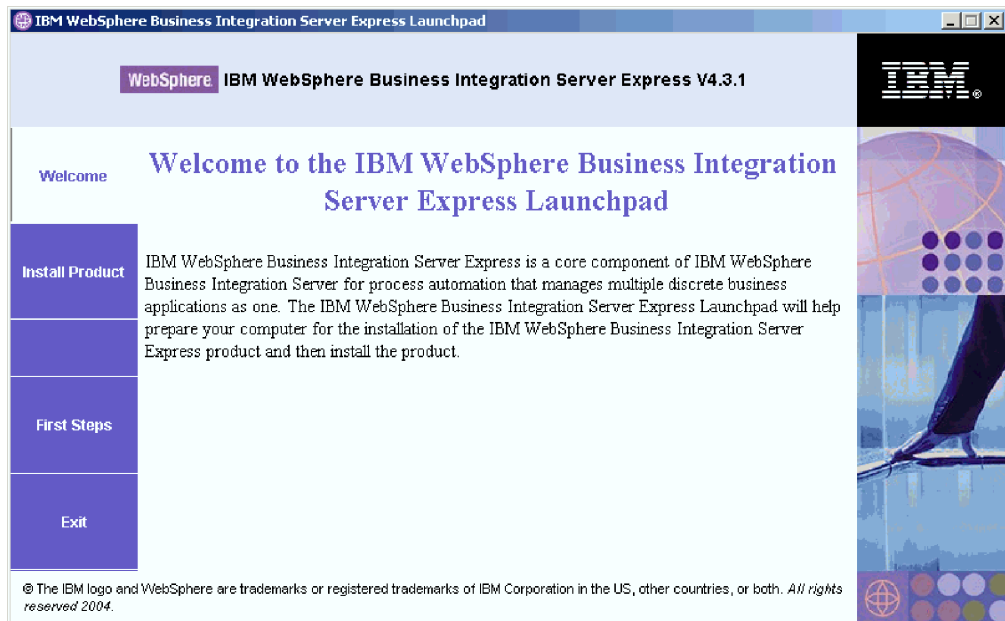 IBM WebSphere Business Integration Server Express Launchpad
WebSphere. IBM WebSphere Business Integration Server Express V4.3.1
IBM®
Welcome
Welcome to the IBM WebSphere Business Integration
Server Express Launchpad
Install Product
IBM WebSphere Business Integration Server Express is a core component of IBM WebSphere
Business Integration Server for process automation that manages multiple discrete business
applications as one. The IBM WebSphere Business Integration Server Express Launchpad will help
prepare your computer for the installation of the IBM WebSphere Business Integration Server
Express product and then install the product.
First Steps
Exit
© The IBM logo and WebSphere are trademarks or registered trademarks of IBM Corporation in the US, other countries, or both. All rights
reserved 2004.